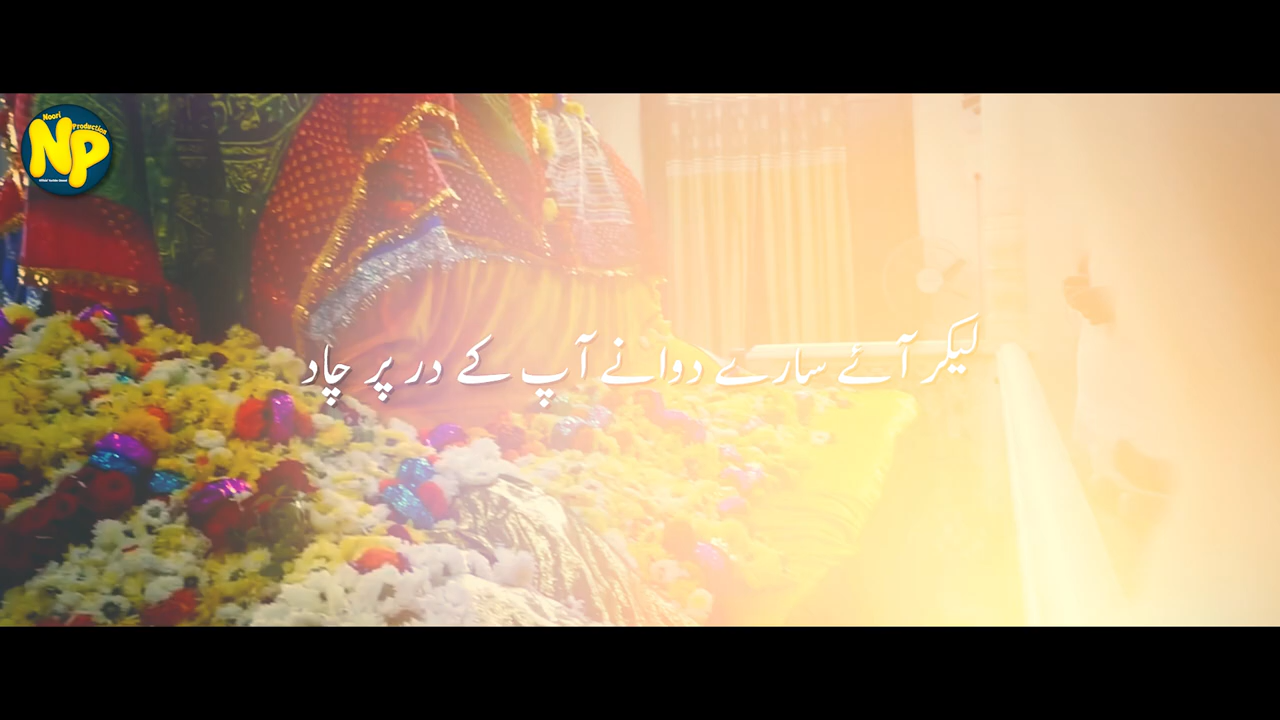 Noori
Production
NP
لیکر آئے سارے دوانے آپ کے در پر چاد